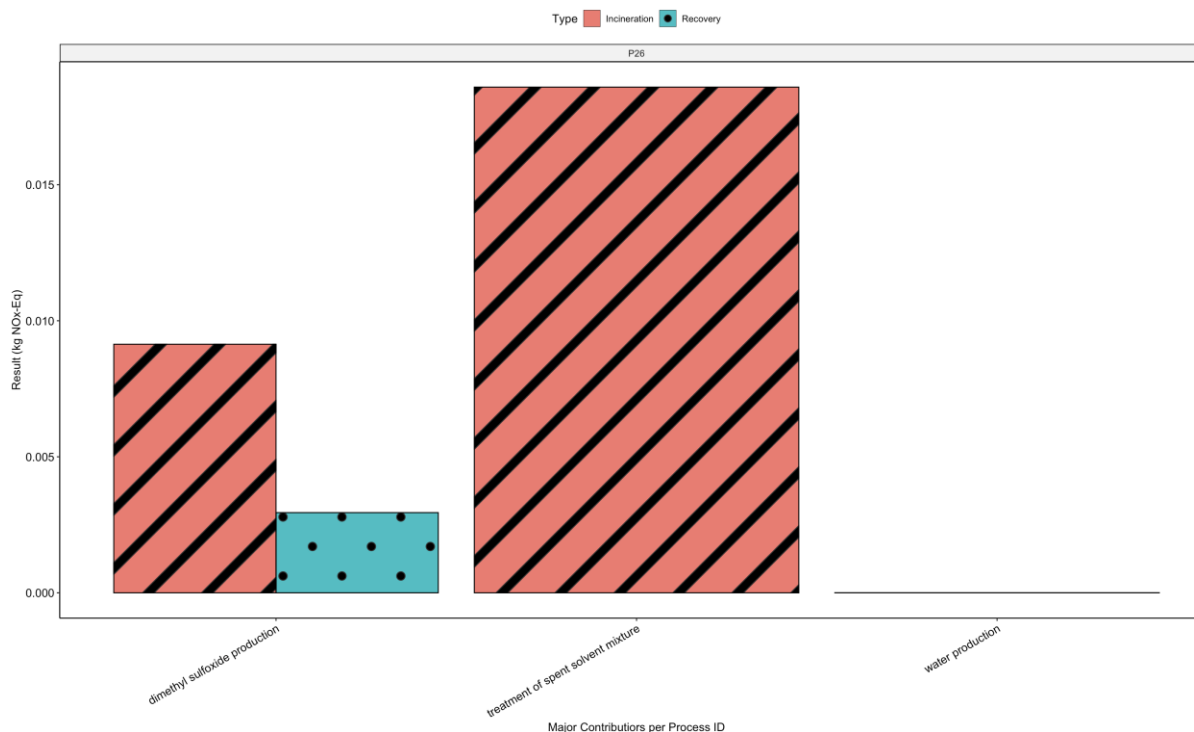 Type Incineration Recovery
P26
Result (kg NOx-Eq)
0.015
0.010
0.005
0.000
dimethyl sulfoxide production
treatment of spent solvent mixture
water production
Major Contributiors per Process ID